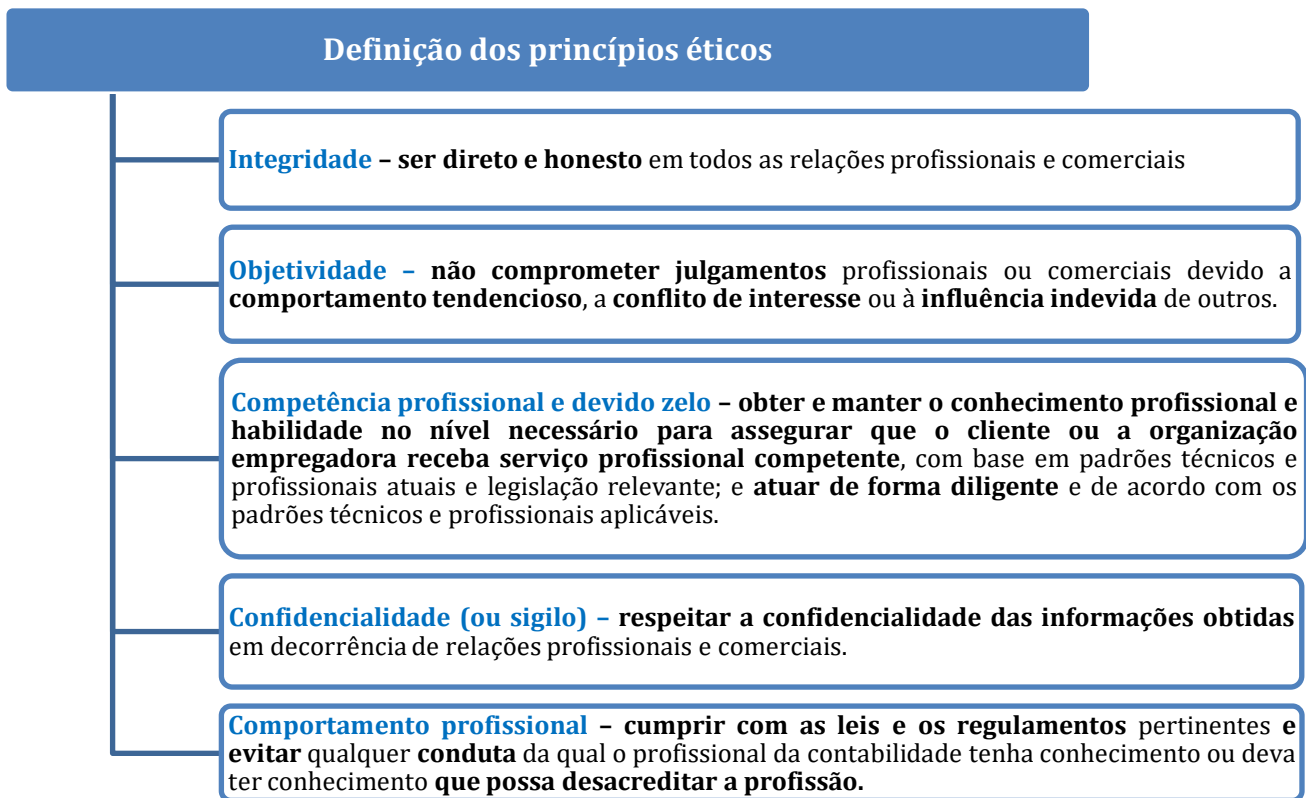 Definição dos princípios éticos
Integridade – ser direto e honesto em todos as relações profissionais e comerciais
Objetividade – não comprometer julgamentos profissionais ou comerciais devido a
comportamento tendencioso, a conflito de interesse ou à influência indevida de outros.
Competência profissional e devido zelo – obter e manter o conhecimento profissional e
habilidade no nível necessário para assegurar que o cliente ou a organização
empregadora receba serviço profissional competente, com base em padrões técnicos e
profissionais atuais e legislação relevante; e atuar de forma diligente e de acordo com os
padrões técnicos e profissionais aplicáveis.
Confidencialidade (ou sigilo) – respeitar a confidencialidade das informações obtidas
em decorrência de relações profissionais e comerciais.
Comportamento profissional – cumprir com as leis e os regulamentos pertinentes e
evitar qualquer conduta da qual o profissional da contabilidade tenha conhecimento ou deva
ter conhecimento que possa desacreditar a profissão.